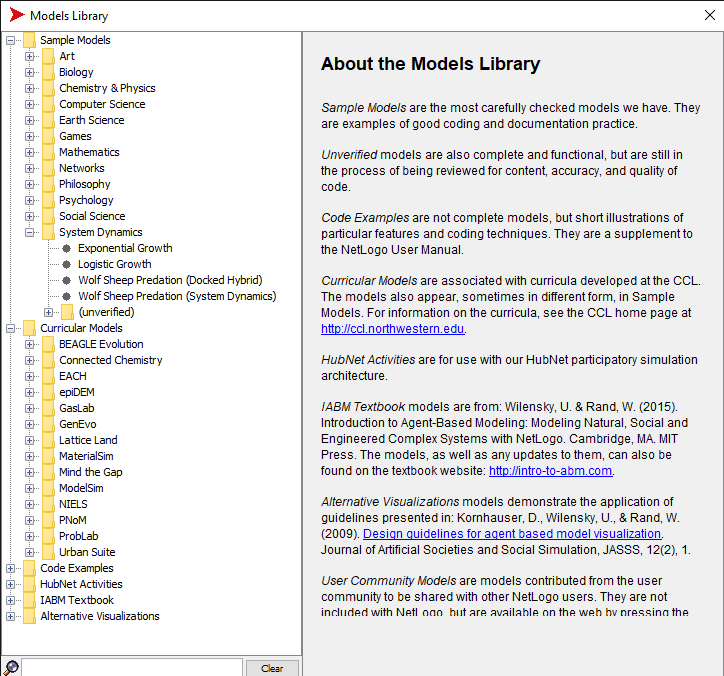 Models Library
Sample Models
Art
Biology
Chemistry & Physics
Computer Science
Earth Science
Games
Mathematics
Networks
Philosophy
Psychology
Social Science
System Dynamics
Exponential Growth
Logistic Growth
Wolf Sheep Predation (Docked Hybrid)
Wolf Sheep Predation (System Dynamics)
(unverified)
Curricular Models
BEAGLE Evolution
Connected Chemistry
EACH
epiDEM
GasLab
GenEvo
Lattice Land
MaterialSim
Mind the Gap
ModelSim
NIELS
PNoM
ProbLab
Urban Suite
Code Examples
HubNet Activities
IABM Textbook
Alternative Visualizations
Clear
About the Models Library
Sample Models are the most carefully checked models we have. They
are examples of good coding and documentation practice.
Unverified models are also complete and functional, but are still in
the process of being reviewed for content, accuracy, and quality of
code.
Code Examples are not complete models, but short illustrations of
particular features and coding techniques. They are a supplement to
the NetLogo User Manual.
Curricular Models are associated with curricula developed at the CCL.
The models also appear, sometimes in different form, in Sample
Models. For information on the curricula, see the CCL home page at
http://ccl.northwestern.edu.
HubNet Activities are for use with our HubNet participatory simulation
architecture.
IABM Textbook models are from: Wilensky, U. & Rand, W. (2015).
Introduction to Agent-Based Modeling: Modeling Natural, Social and
Engineered Complex Systems with NetLogo. Cambridge, MA. MIT
Press. The models, as well as any updates to them, can also be
found on the textbook website: http://intro-to-abm.com.
Alternative Visualizations models demonstrate the application of
guidelines presented in: Kornhauser, D., Wilensky, U., & Rand, W.
(2009). Design guidelines for agent based model visualization.
Journal of Artificial Societies and Social Simulation, JASSS, 12(2), 1.
User Community Models are models contributed from the user
community to be shared with other NetLogo users. They are not
included with NetLogo, but are available on the web by pressing the